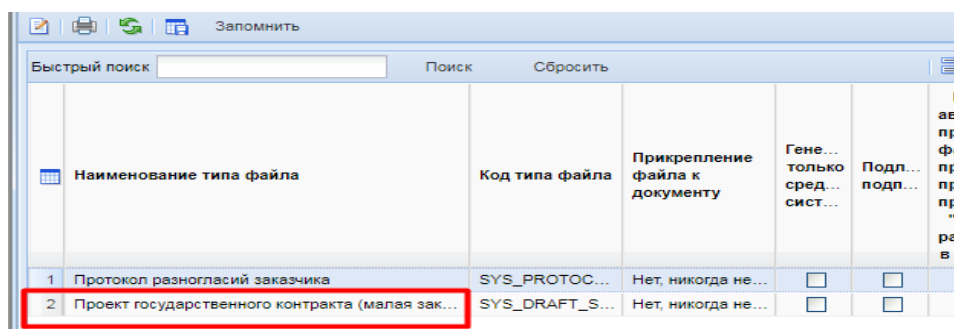 Запомнить
Быстрый поиск Поиск Сбросить
Наименование типа файла Код типа файла Прикрепление файла к документу Гене... только сред... сист... Подл... подп...
1 Протокол разногласий заказчика SYS_PROTOC... Нет, никогда не...
2 Проект государственного контракта (малая зак... SYS_DRAFT_S... Нет, никогда не...